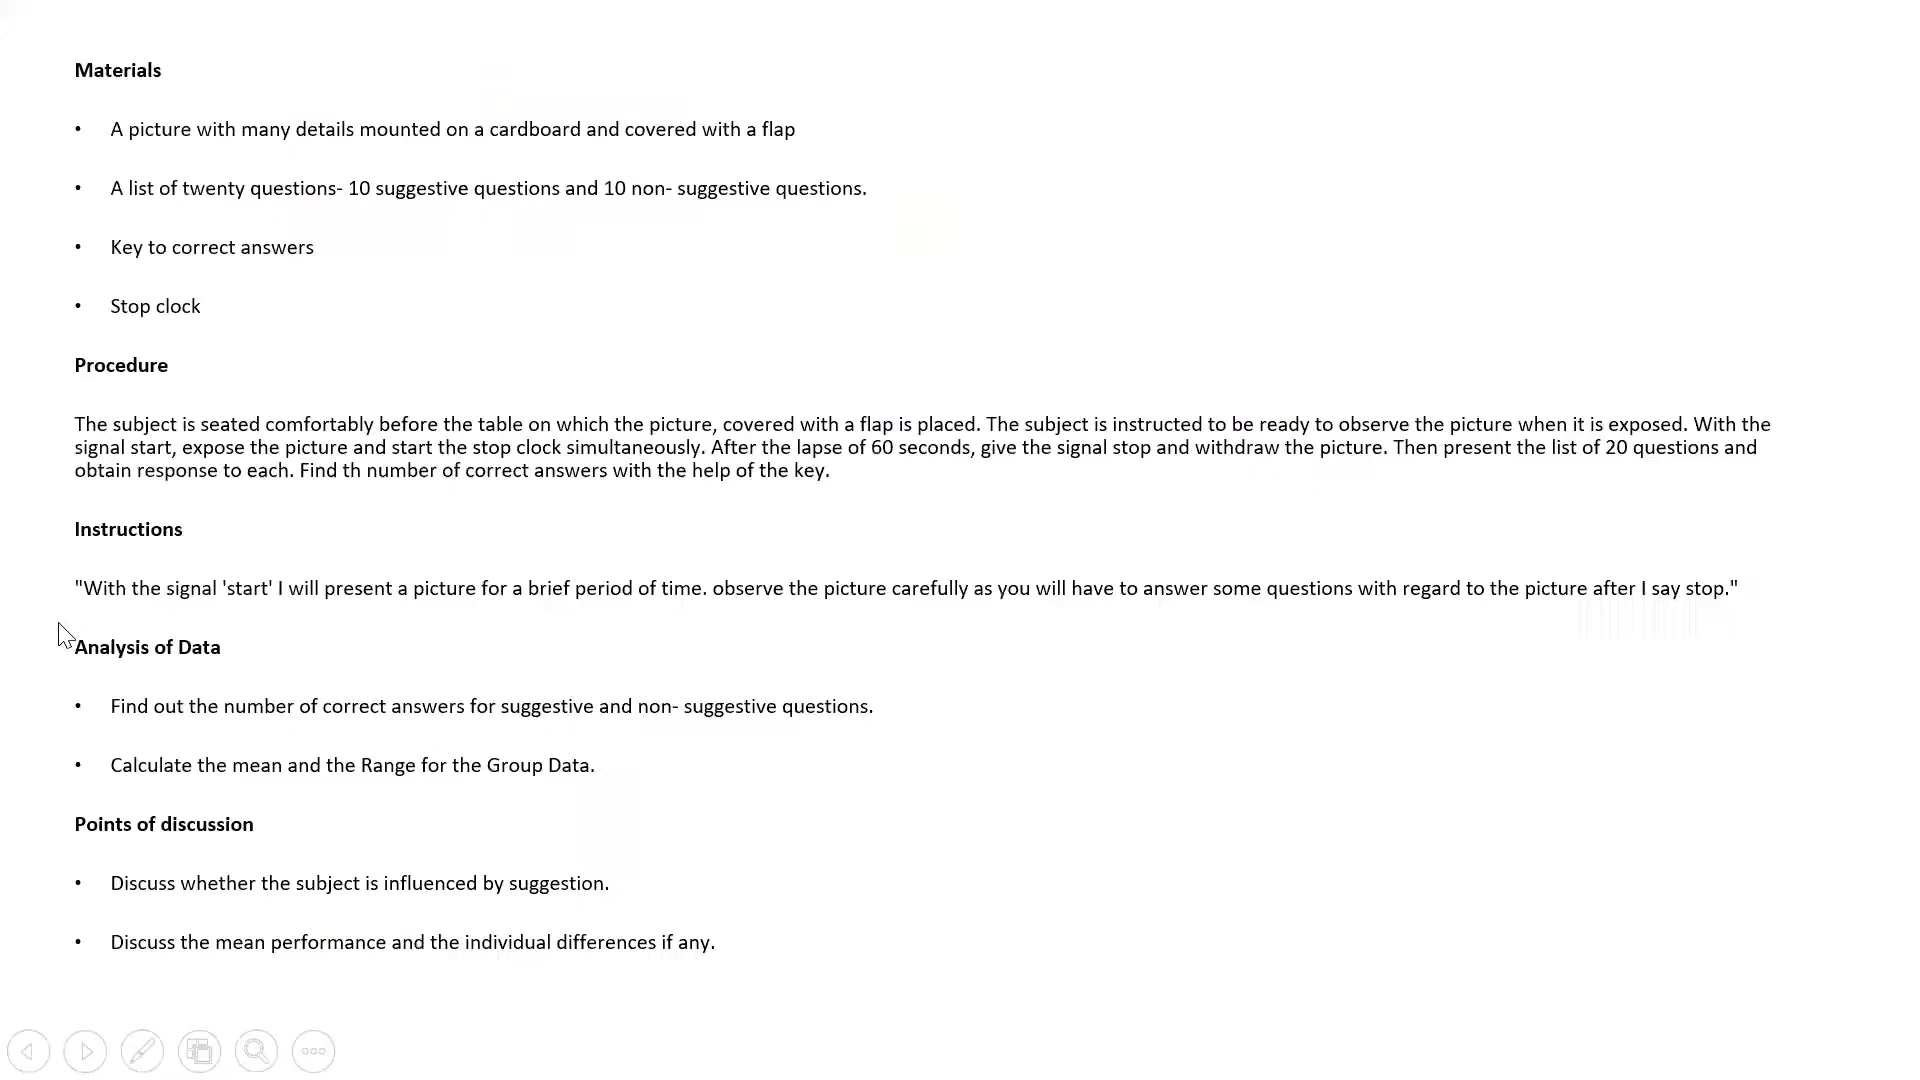 Materials
• A picture with many details mounted on a cardboard and covered with a flap
• A list of twenty questions- 10 suggestive questions and 10 non- suggestive questions.
• Key to correct answers
• Stop clock
Procedure
The subject is seated comfortably before the table on which the picture, covered with a flap is placed. The subject is instructed to be ready to observe the picture when it is exposed. With the
signal start, expose the picture and start the stop clock simultaneously. After the lapse of 60 seconds, give the signal stop and withdraw the picture. Then present the list of 20 questions and
obtain response to each. Find th number of correct answers with the help of the key.
Instructions
"With the signal 'start' I will present a picture for a brief period of time. observe the picture carefully as you will have to answer some questions with regard to the picture after I say stop."
Analysis of Data
• Find out the number of correct answers for suggestive and non- suggestive questions.
• Calculate the mean and the Range for the Group Data.
Points of discussion
• Discuss whether the subject is influenced by suggestion.
• Discuss the mean performance and the individual differences if any.